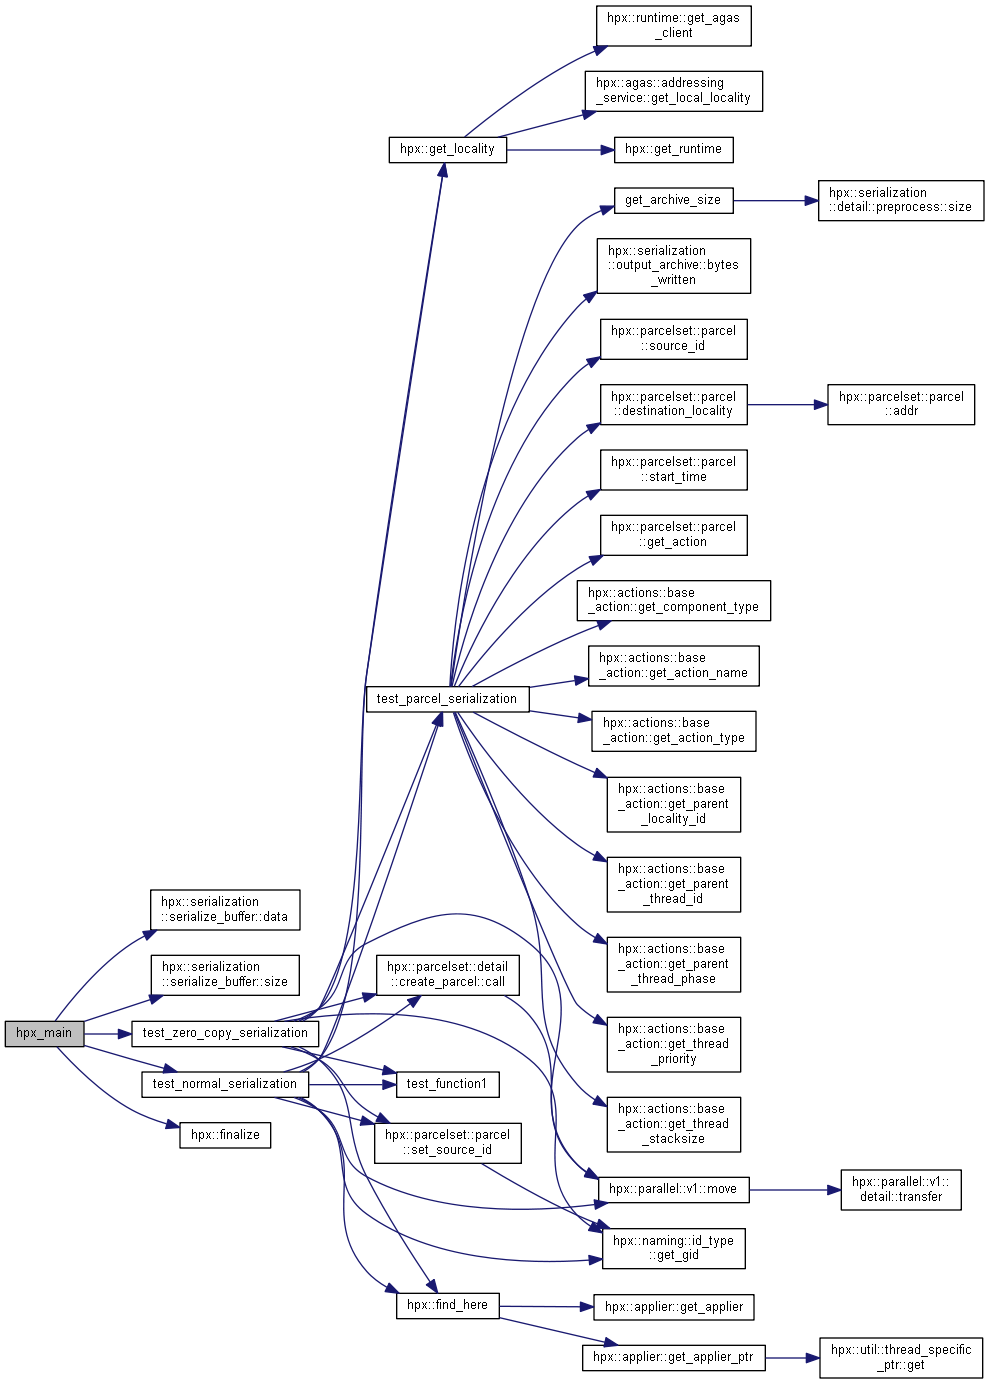 hpx::runtime::get_agas
_client
hpx::agas::addressing
_service::get_local_locality
hpx::get_locality
hpx::get_runtime
get_archive_size
hpx::serialization
::detail::preprocess::size
hpx::serialization
::output_archive::bytes
_written
hpx::parcelset::parcel
::source_id
hpx::parcelset::parcel
::destination_locality
hpx::parcelset::parcel
::addr
hpx::parcelset::parcel
::start_time
hpx::parcelset::parcel
::get_action
hpx::actions::base
_action::get_component_type
hpx::actions::base
_action::get_action_name
test_parcel_serialization
hpx::actions::base
_action::get_action_type
hpx::actions::base
_action::get_parent
_locality_id
hpx::actions::base
_action::get_parent
_thread_id
hpx::serialization
::serialize_buffer::data
hpx::actions::base
_action::get_parent
_thread_phase
hpx::serialization
::serialize_buffer::size
hpx::parcelset::detail
::create_parcel::call
hpx_main
test_zero_copy_serialization
hpx::actions::base
_action::get_thread
_priority
test_normal_serialization
test_function1
hpx::actions::base
_action::get_thread
_stacksize
hpx::finalize
hpx::parcelset::parcel
::set_source_id
hpx::parallel::v1::move
hpx::parallel::v1::
detail::transfer
hpx::naming::id_type
::get_gid
hpx::find_here
hpx::applier::get_applier
hpx::applier::get_applier_ptr
hpx::util::thread_specific
_ptr::get